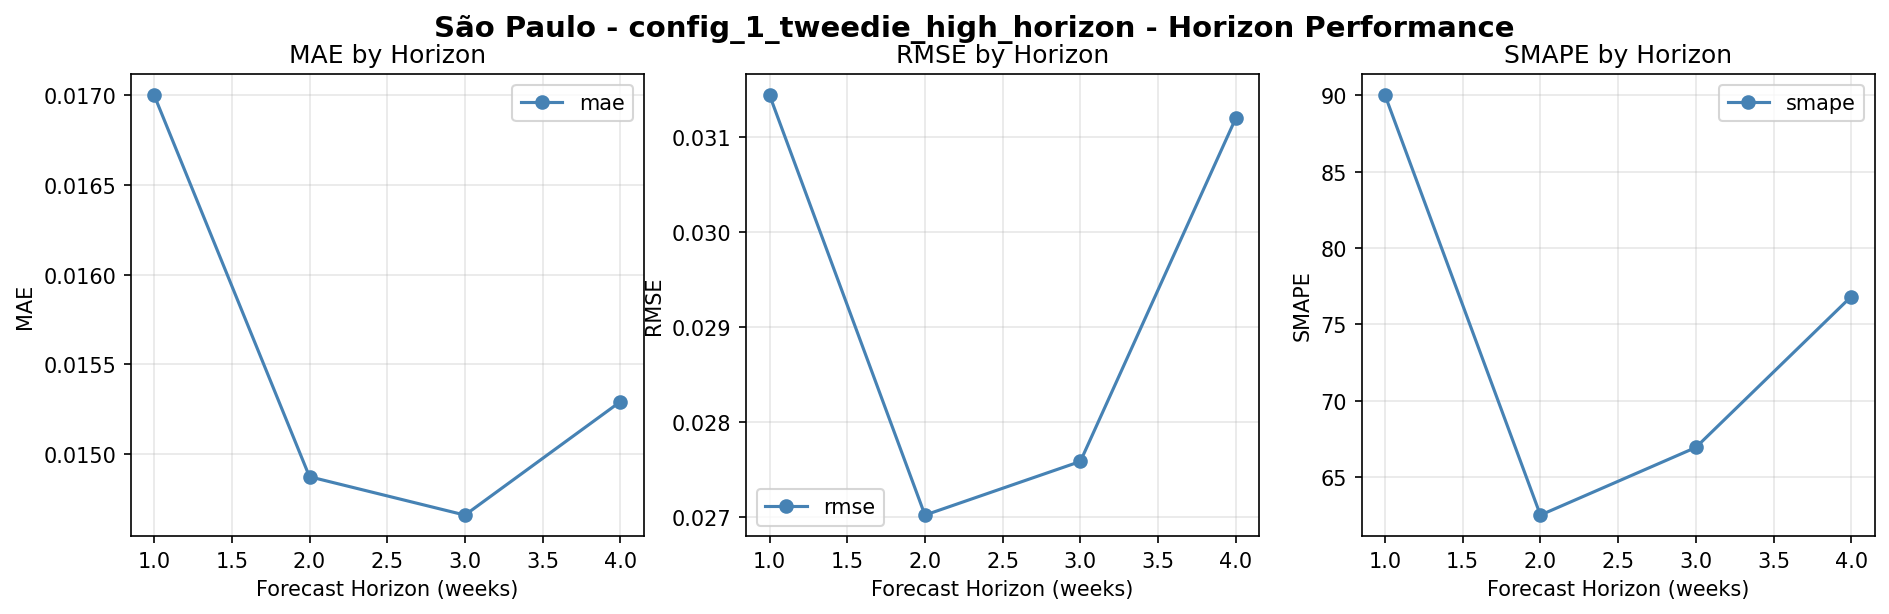 São Paulo - config_1_tweedie_high_horizon - Horizon Performance
MAE by Horizon
mae
0.0170
0.0165
0.0160
0.0155
0.0150
MAE
1.0 1.5 2.0 2.5 3.0 3.5 4.0
Forecast Horizon (weeks)
RMSE by Horizon
rmse
0.031
0.030
0.029
0.028
0.027
RMSE
1.0 1.5 2.0 2.5 3.0 3.5 4.0
Forecast Horizon (weeks)
SMAPE by Horizon
smape
90
85
80
75
70
65
SMAPE
1.0 1.5 2.0 2.5 3.0 3.5 4.0
Forecast Horizon (weeks)